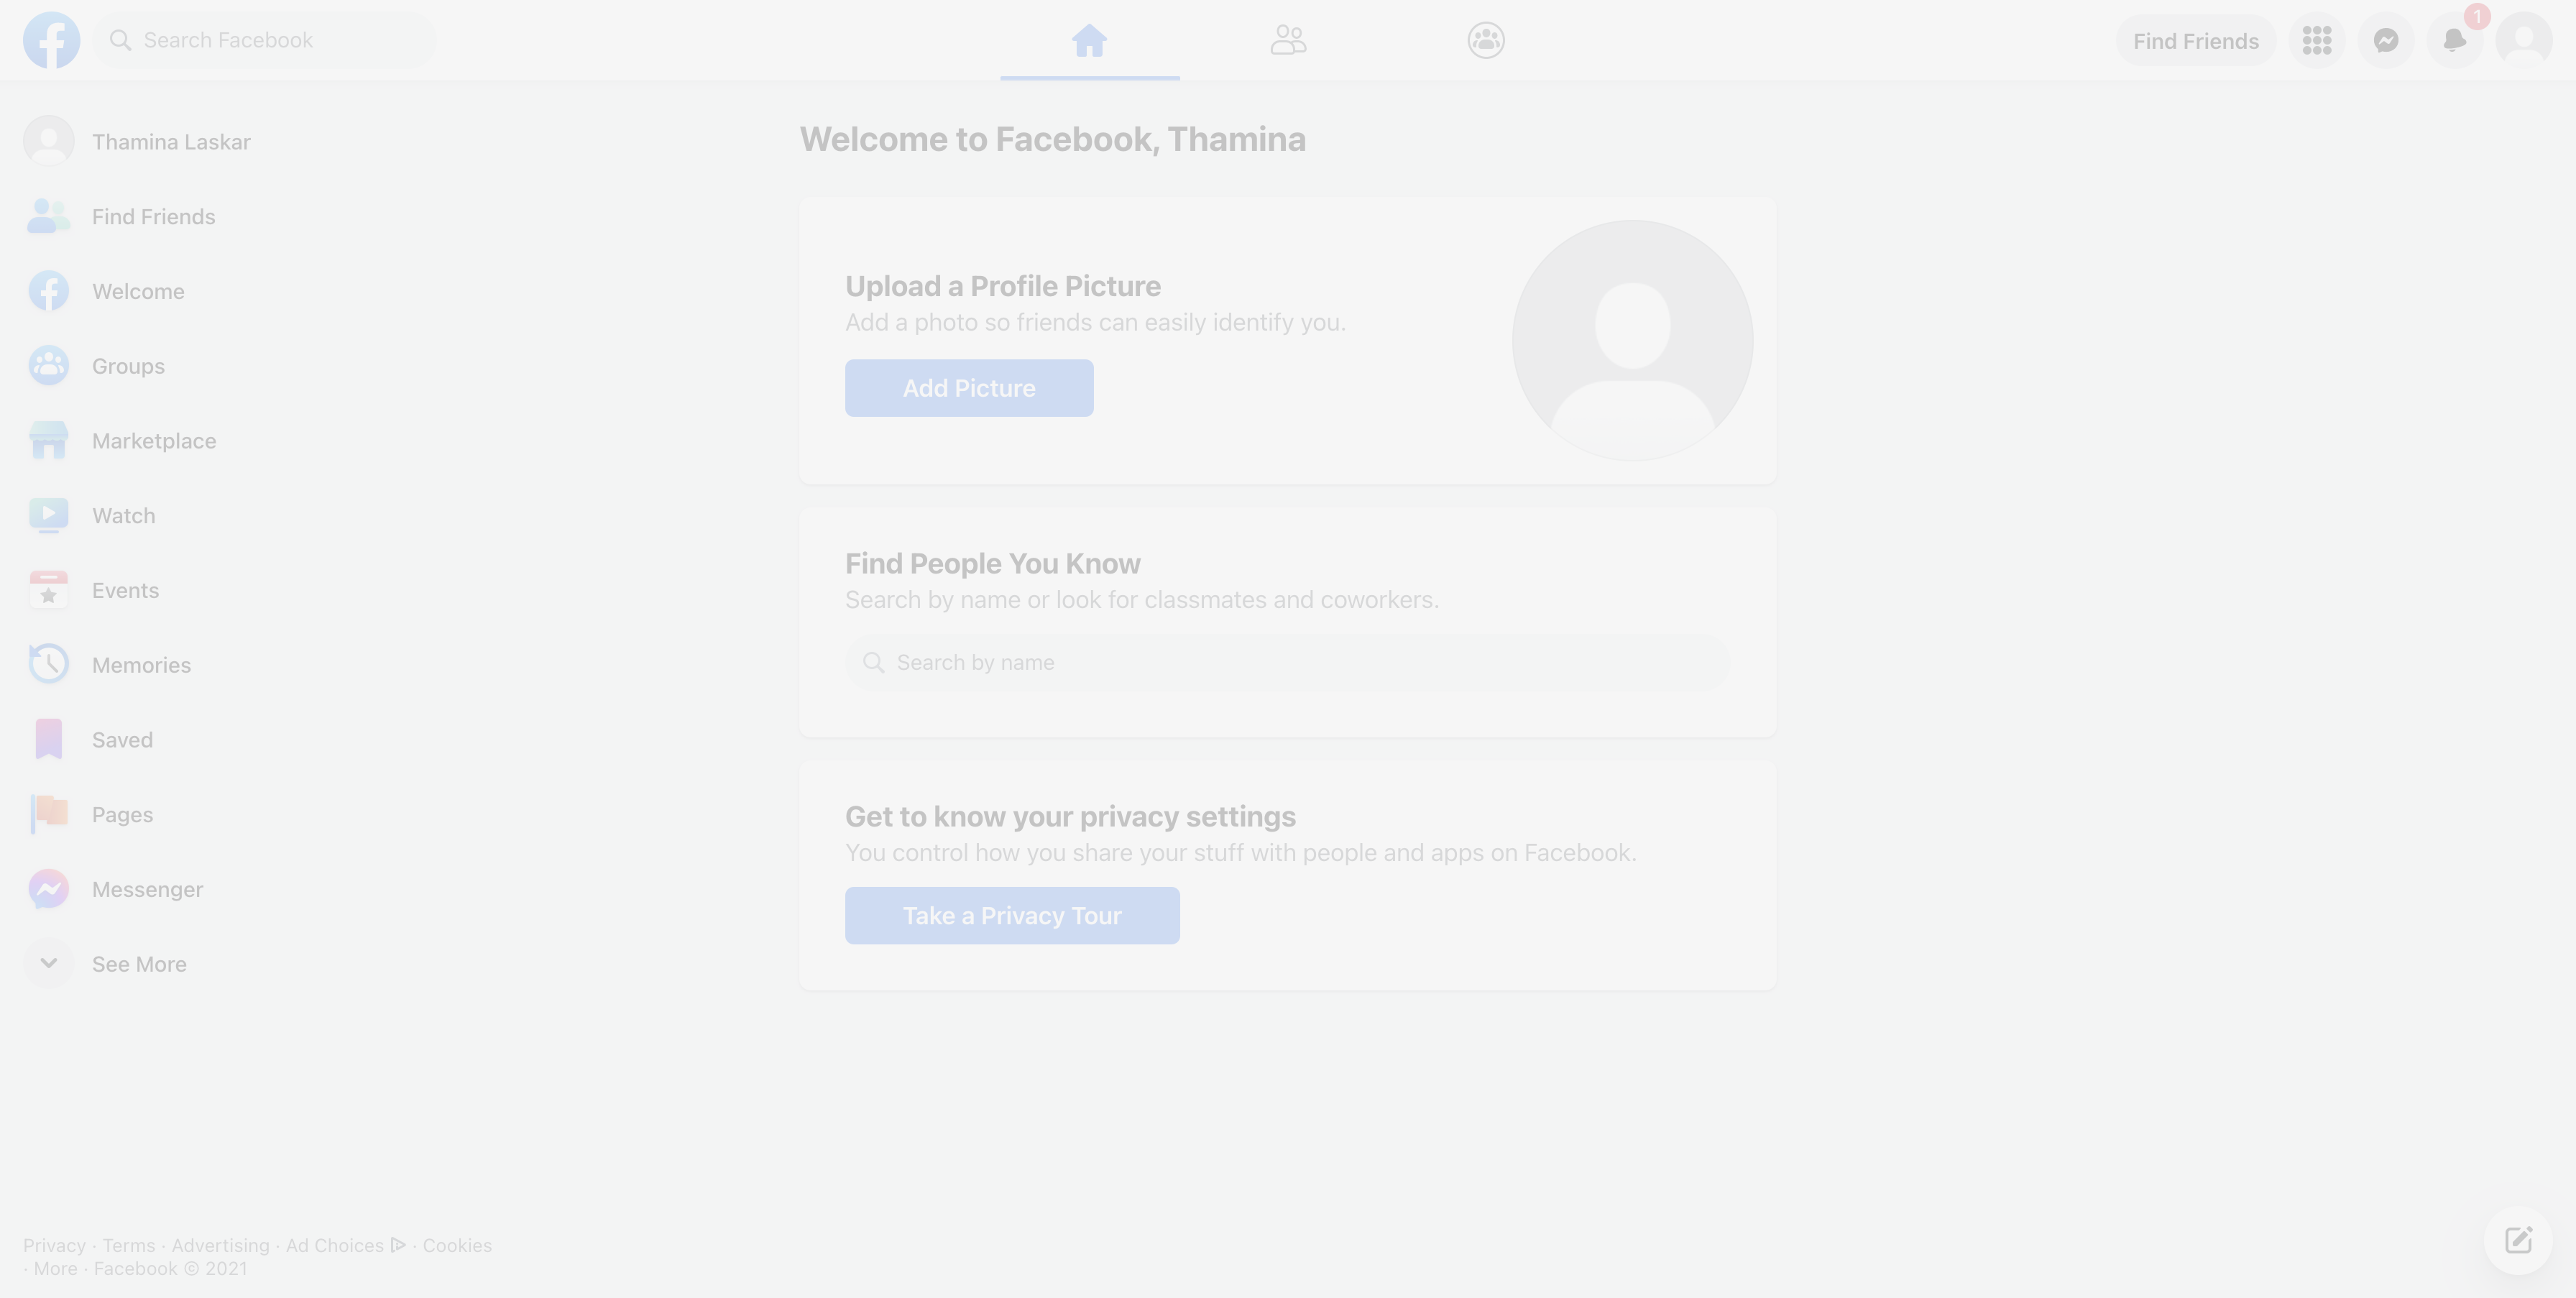 Search Facebook
Find Friends
1
Thamina Laskar
Find Friends
Welcome
Groups
Marketplace
Watch
Events
Memories
Saved
Pages
Messenger
See More
Privacy · Terms · Advertising · Ad Choices · Cookies
· More · Facebook © 2021
Welcome to Facebook, Thamina
Upload a Profile Picture
Add a photo so friends can easily identify you.
Add Picture
Find People You Know
Search by name or look for classmates and coworkers.
Search by name
Get to know your privacy settings
You control how you share your stuff with people and apps on Facebook.
Take a Privacy Tour